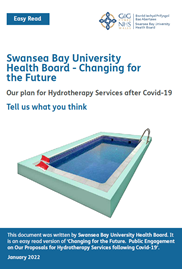 Easy Read
GIG
NHS
Bwrdd Iechyd Prifysgol
Bae Abertawe
Swansea Bay University
Health Board
Swansea Bay University
Health Board - Changing for
the Future
Our plan for Hydrotherapy Services after Covid-19
Tell us what you think
This document was written by Swansea Bay University Health Board. It
is an easy read version of 'Changing for the Future. Public Engagement
on Our Proposals for Hydrotherapy Services following Covid-19'.
January 2022